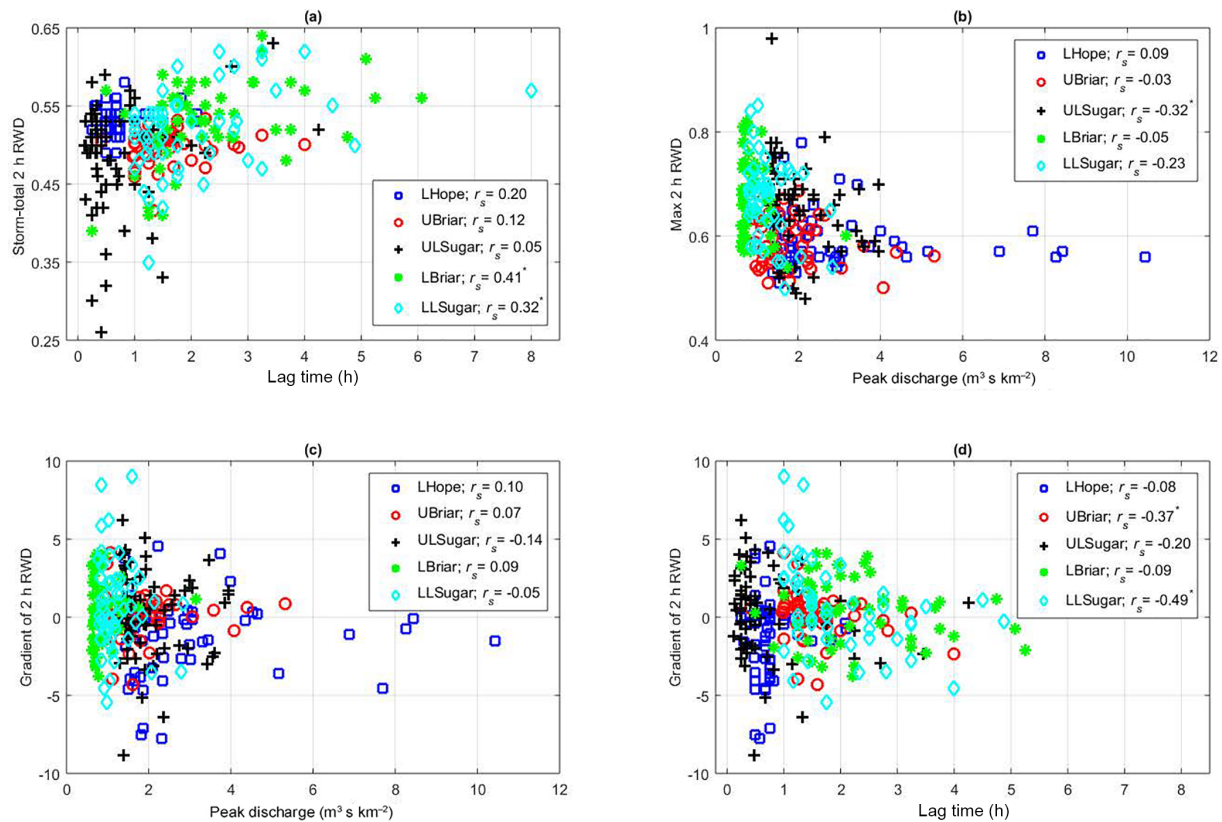 (a)
0.65
0.55
0.45
0.35
0.25
Storm-total 2 h RWD
LHope; r_s = 0.20
UBriar; r_s = 0.12
ULSugar; r_s = 0.05
LBriar; r_s = 0.41*
LLSugar; r_s = 0.32*
0 1 2 3 4 5 6 7 8
Lag time (h)
(b)
1
0.8
0.6
0.4
Max 2 h RWD
LHope; r_s = 0.09
UBriar; r_s = -0.03
ULSugar; r_s = -0.32*
LBriar; r_s = -0.05
LLSugar; r_s = -0.23
0 2 4 6 8 10 12
Peak discharge (m³ s km⁻²)
(c)
10
5
0
-5
-10
Gradient of 2 h RWD
LHope; r_s = 0.10
UBriar; r_s = 0.07
ULSugar; r_s = -0.14
LBriar; r_s = 0.09
LLSugar; r_s = -0.05
0 2 4 6 8 10 12
Peak discharge (m³ s km⁻²)
(d)
10
5
0
-5
-10
Gradient of 2 h RWD
LHope; r_s = -0.08
UBriar; r_s = -0.37*
ULSugar; r_s = -0.20
LBriar; r_s = -0.09
LLSugar; r_s = -0.49*
0 1 2 3 4 5 6 7 8
Lag time (h)